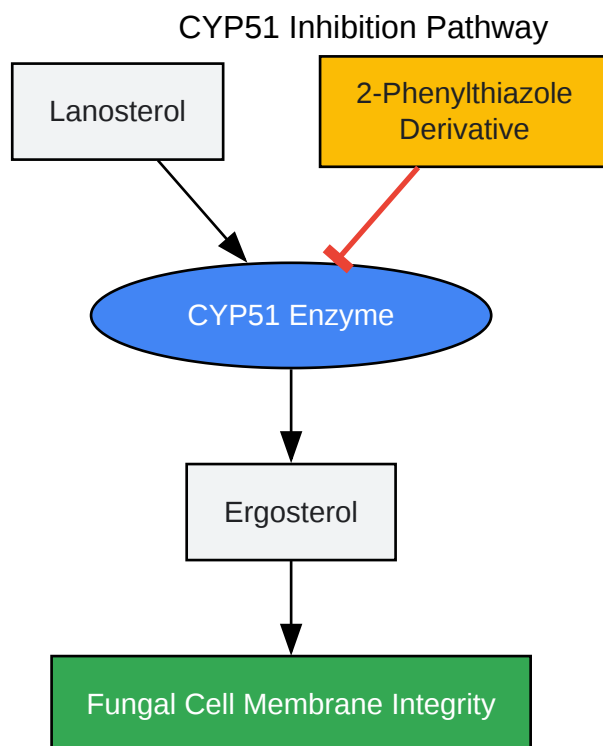 CYP51 Inhibition Pathway
Lanosterol
2-Phenylthiazole
Derivative
CYP51 Enzyme
Ergosterol
Fungal Cell Membrane Integrity